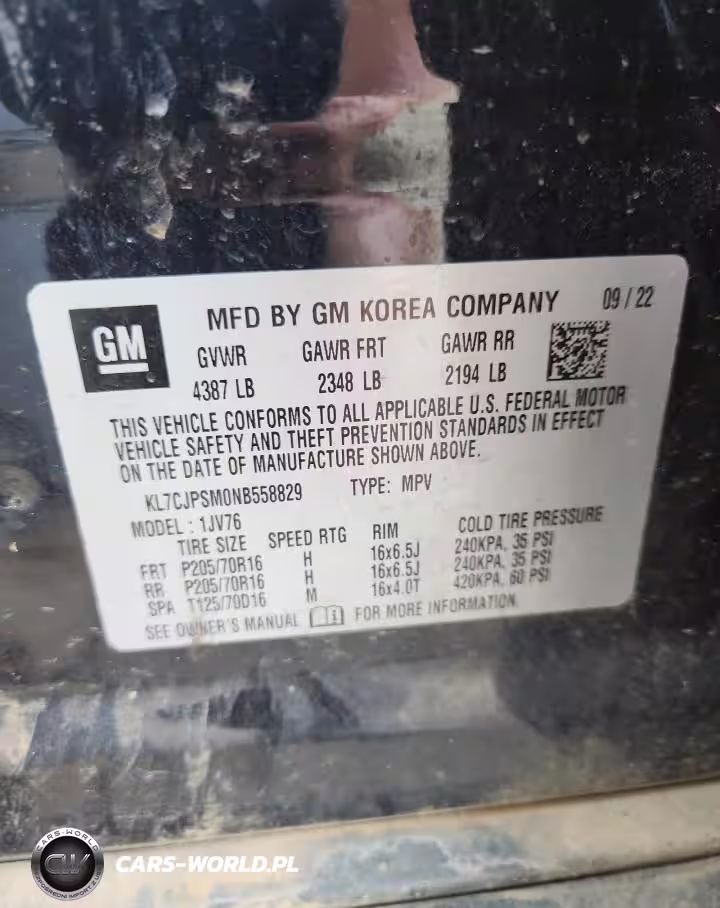 GM
MFD BY GM KOREA COMPANY 09 / 22
GVWR GAWR FRT GAWR RR
4387 LB 2348 LB 2194 LB
THIS VEHICLE CONFORMS TO ALL APPLICABLE U.S. FEDERAL MOTOR
VEHICLE SAFETY AND THEFT PREVENTION STANDARDS IN EFFECT
ON THE DATE OF MANUFACTURE SHOWN ABOVE.
KL7CJPSM0NB558829 TYPE: MPV
MODEL : 1JV76
TIRE SIZE SPEED RTG RIM COLD TIRE PRESSURE
FRT P205/70R16 H 16x6.5J 240KPA, 35 PSI
RR P205/70R16 H 16x6.5J 240KPA, 35 PSI
SPA T125/70D16 M 16x4.0T 420KPA, 60 PSI
SEE OWNER'S MANUAL FOR MORE INFORMATION.
CARS-WORLD
CW
CARS-WORLD.PL